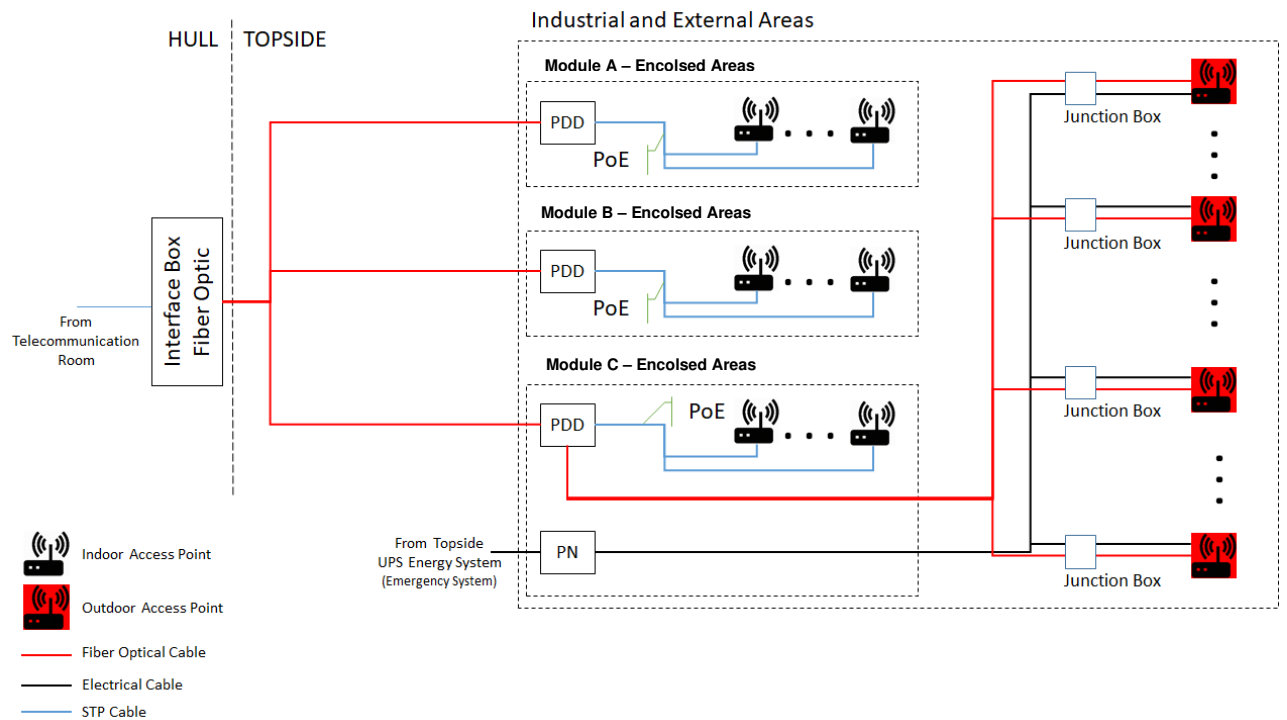 Industrial and External Areas
HULL
TOPSIDE
Module A – Encolsed Areas
PDD
PoE
Junction Box
Module B – Encolsed Areas
PDD
PoE
Junction Box
Interface Box
Fiber Optic
From
Telecommunication
Room
Module C – Encolsed Areas
PDD
PoE
Junction Box
From Topside
UPS Energy System
(Emergency System)
PN
Junction Box
Indoor Access Point
Outdoor Access Point
Fiber Optical Cable
Electrical Cable
STP Cable